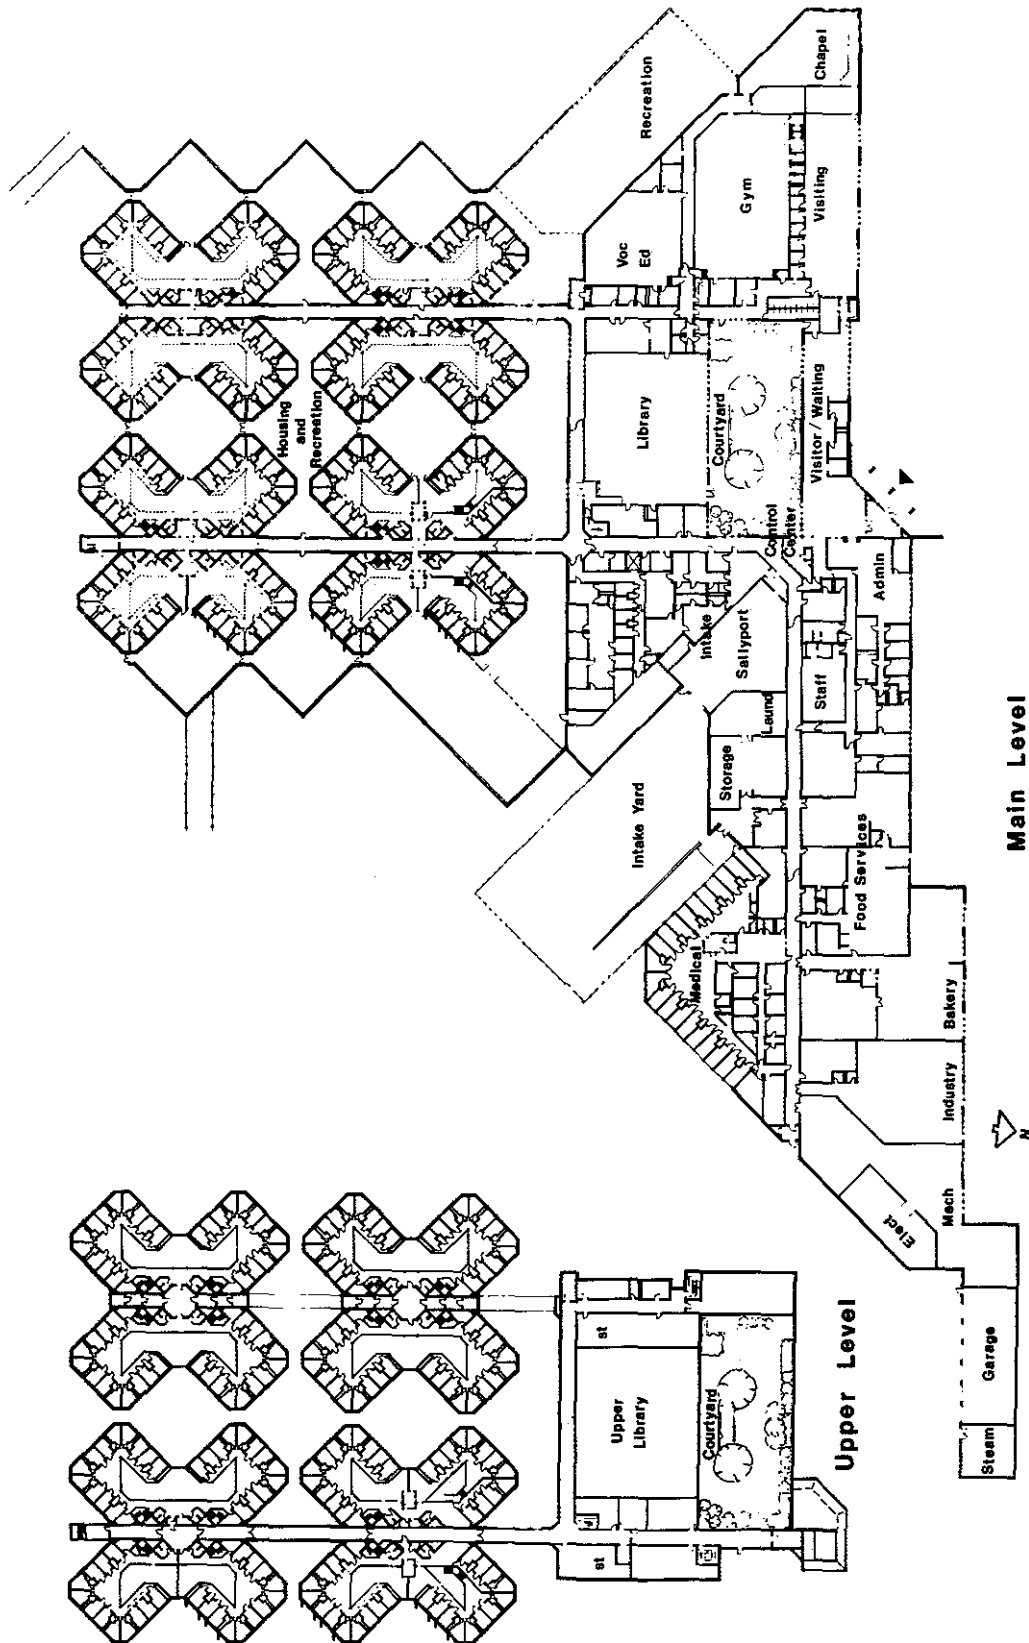 Recreation
Chapel
Voc
Ed
Gym
Visiting
Housing
and
Recreation
Library
Courtyard
Visitor / Waiting
Control
Center
Intake
Sallyport
Admin
Staff
Laund
Storage
Intake Yard
Food Services
Medical
Bakery
Industry
Mech
Elect
Garage
Steam
Main Level
N
st
Upper
Library
Courtyard
st
Upper Level